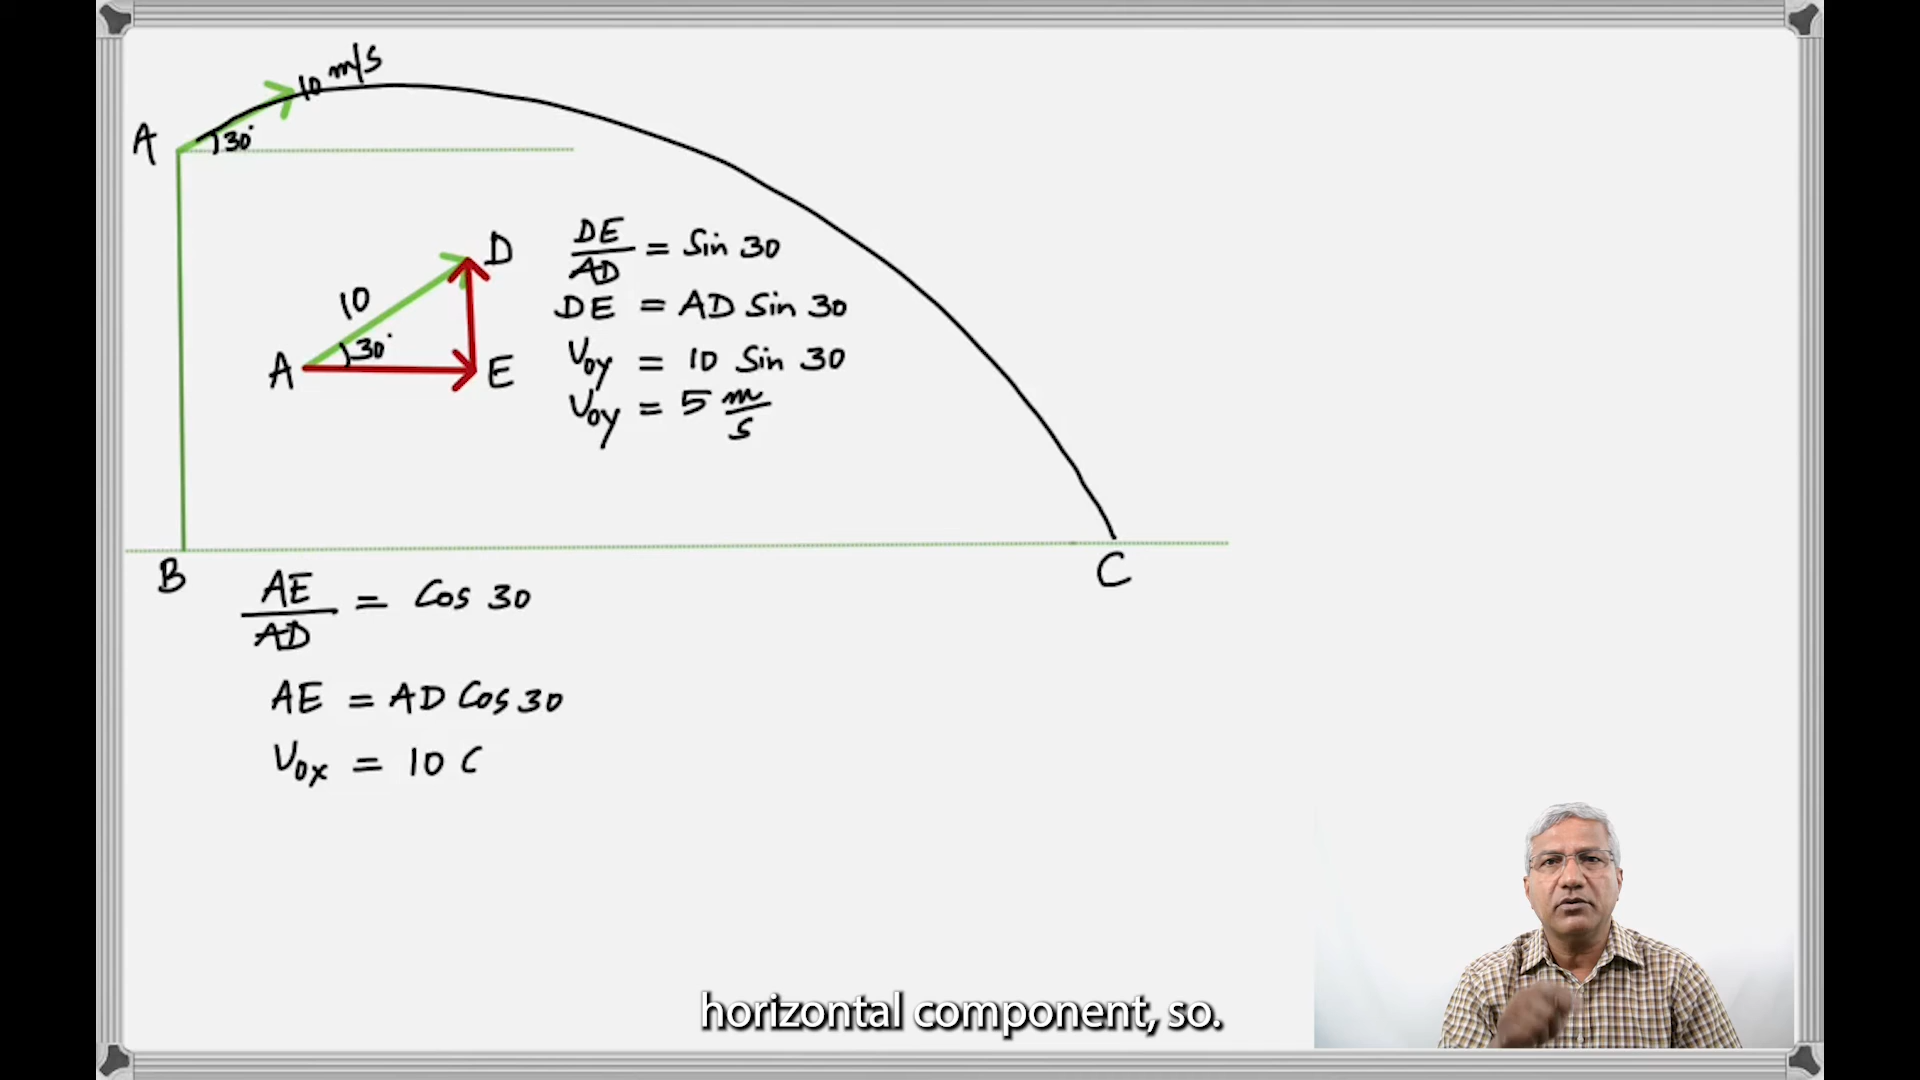 10 m/s
A
30°
D
10
30°
A
E
DE/AD = Sin 30
DE = AD Sin 30
Voy = 10 Sin 30
Voy = 5 m/s
B
C
AE/AD = Cos 30
AE = AD Cos 30
Vox = 10 C
horizontal component, so.